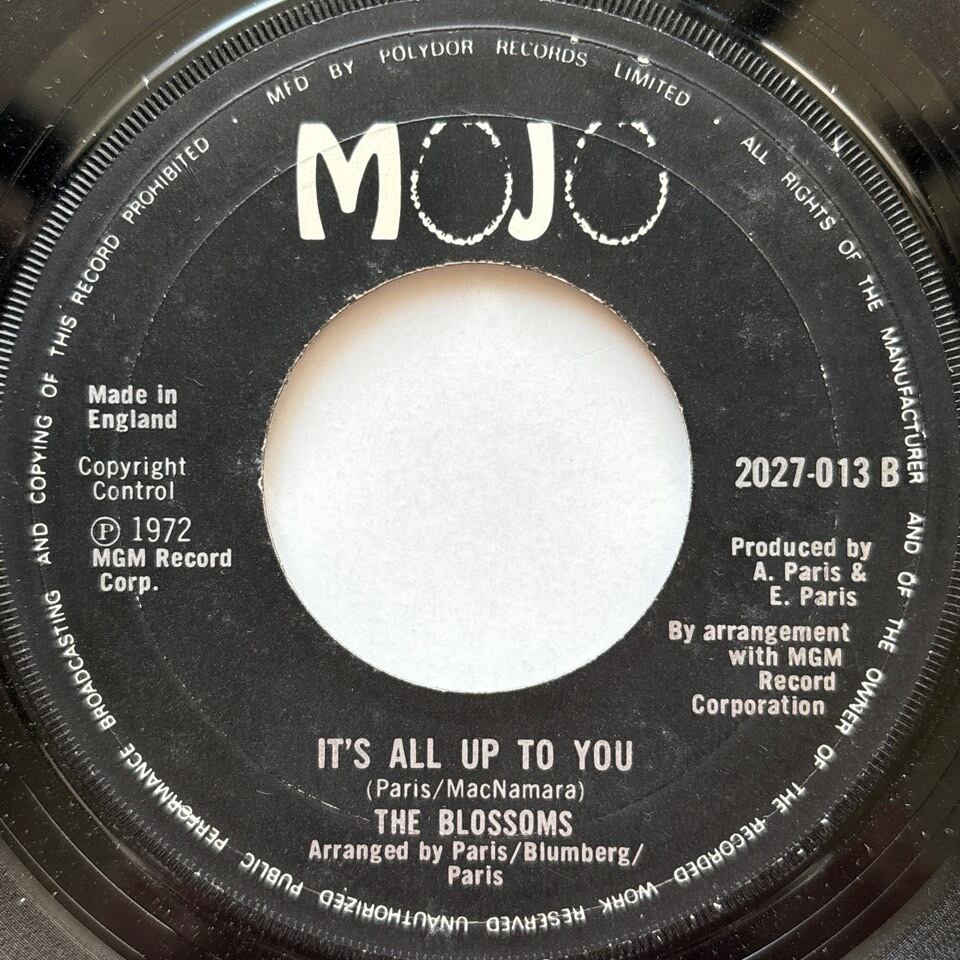 MFD BY POLYDOR RECORDS LIMITED
ALL RIGHTS OF THE MANUFACTURER AND OF THE OWNER OF THE RECORDED WORK RESERVED UNAUTHORIZED PUBLIC PERFORMANCE BROADCASTING AND COPYING OF THIS RECORD PROHIBITED
MOJO
Made in
England
Copyright
Control
Ⓟ 1972
MGM Record
Corp.
2027-013 B
Produced by
A. Paris &
E. Paris
By arrangement
with MGM
Record
Corporation
IT'S ALL UP TO YOU
(Paris/MacNamara)
THE BLOSSOMS
Arranged by Paris/Blumberg/
Paris